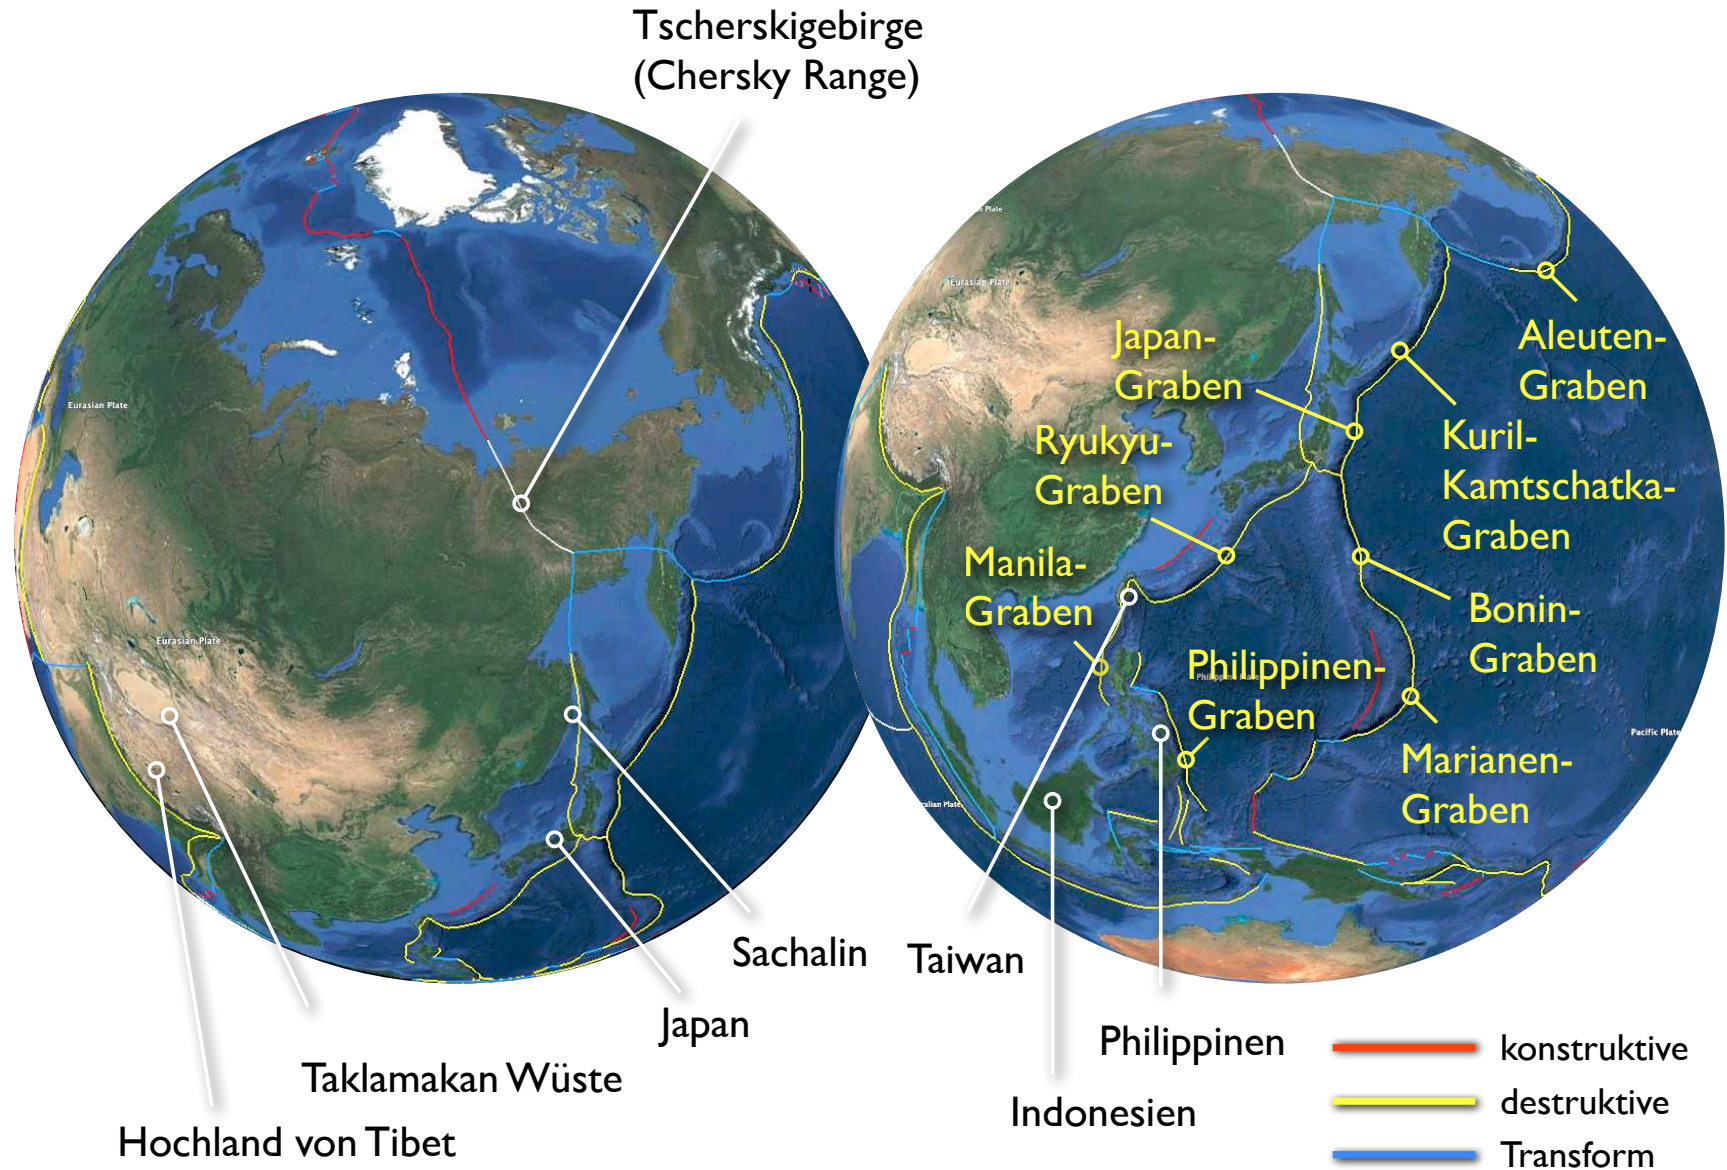 Tscherskigebirge
(Chersky Range)
Eurasian Plate
Eurasian Plate
Eurasian Plate
Japan-
Graben
Aleuten-
Graben
Ryukyu-
Graben
Kuril-
Kamtschatka-
Graben
Manila-
Graben
Bonin-
Graben
Philippinen-
Graben
Pacific Plate
Marianen-
Graben
Sachalin
Taiwan
Japan
Philippinen
Taklamakan Wüste
Indonesien
Hochland von Tibet
konstruktive
destruktive
Transform